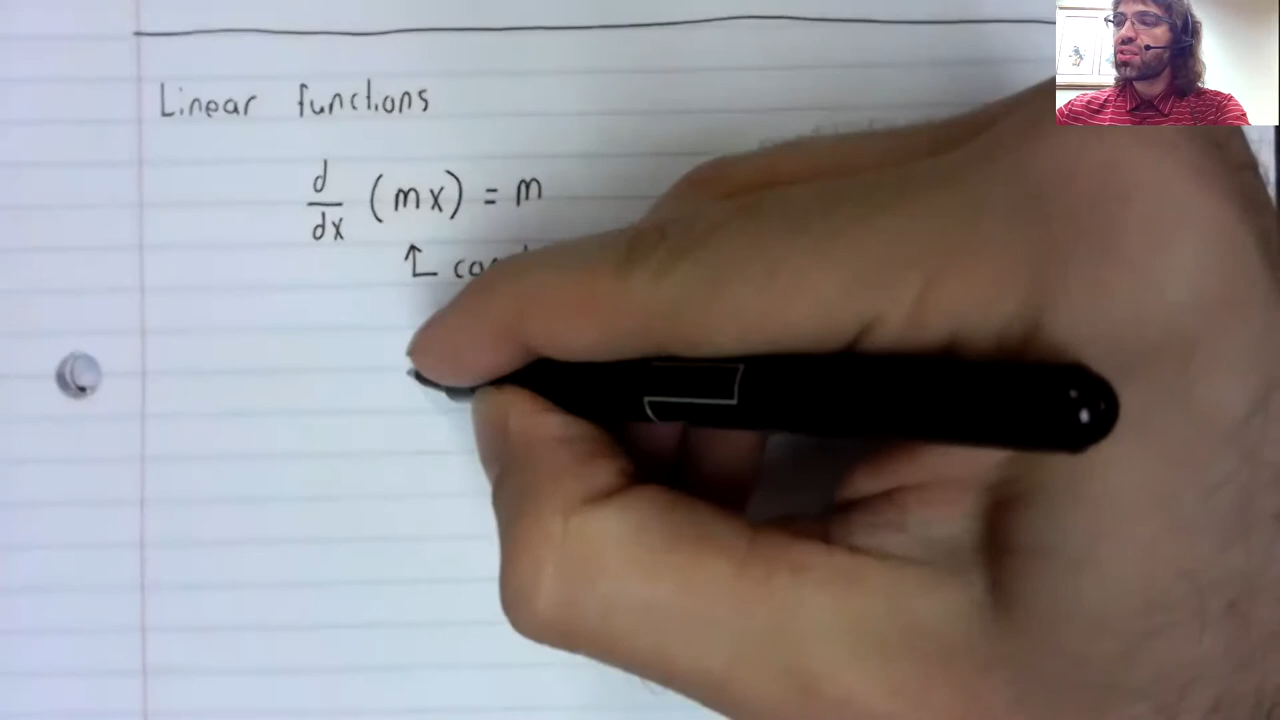 Linear functions
d/dx (mx) = m
↑